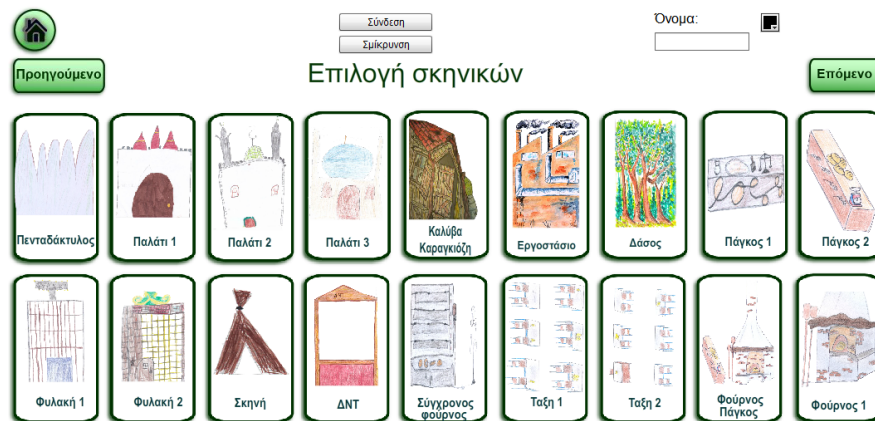 Σύνδεση
Σμίκρυνση
Όνομα:
Προηγούμενο
Επιλογή σκηνικών
Επόμενο
Πενταδάκτυλος
Παλάτι 1
Παλάτι 2
Παλάτι 3
Καλύβα
Καραγκιόζη
Εργοστάσιο
Δάσος
Πάγκος 1
Πάγκος 2
Φυλακή 1
Φυλακή 2
Σκηνή
ΔΝΤ
Σύγχρονος
φούρνος
Ταξη 1
Ταξη 2
Φούρνος
Πάγκος
Φούρνος 1